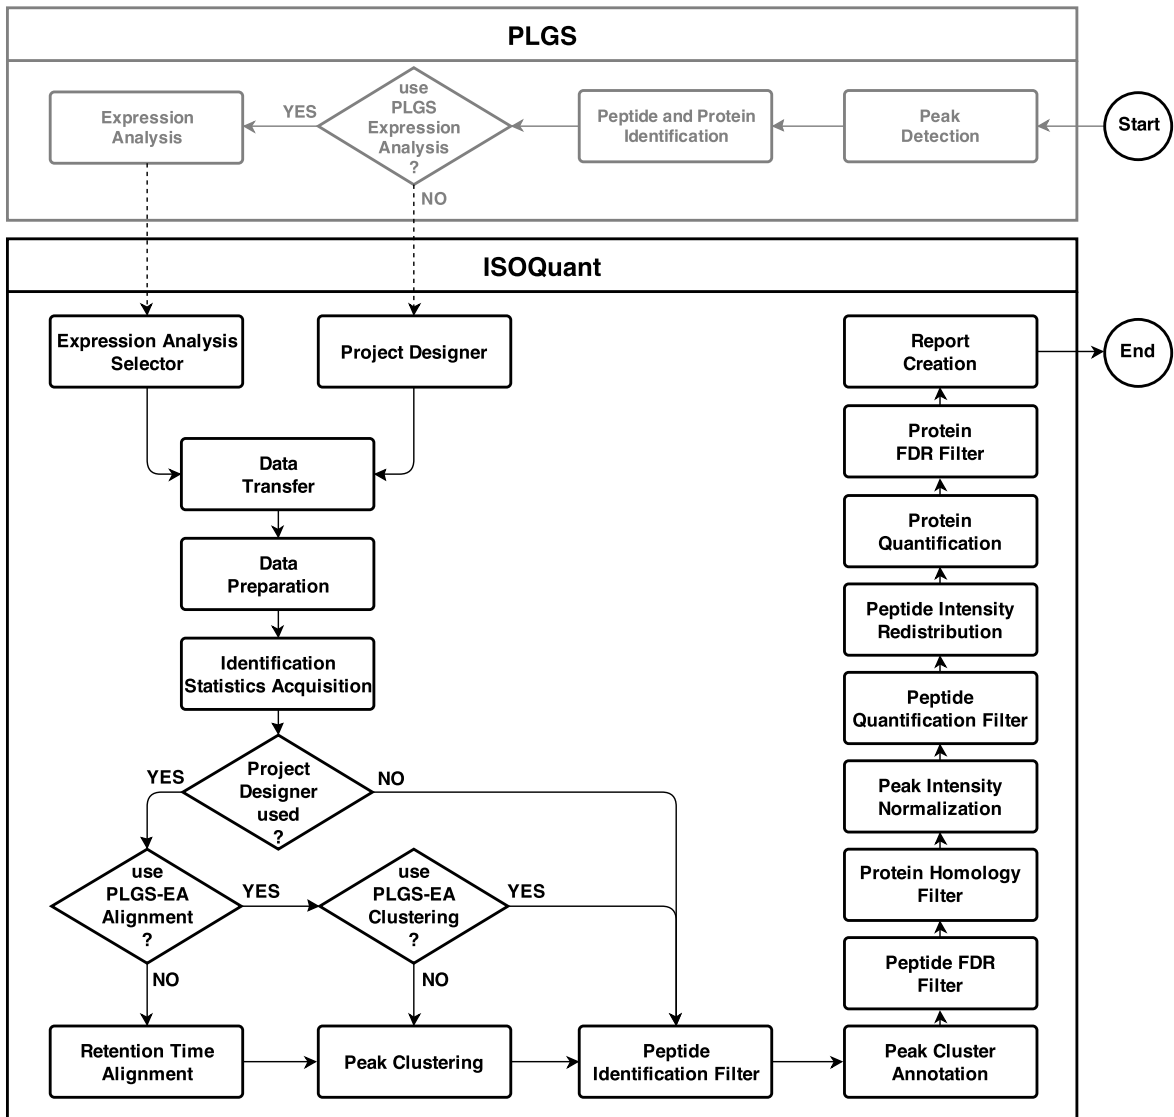 PLGS
Expression
Analysis
YES
use
PLGS
Expression
Analysis
?
NO
Peptide and Protein
Identification
Peak
Detection
Start
ISOQuant
Expression Analysis
Selector
Project Designer
Data
Transfer
Data
Preparation
Identification
Statistics Acquisition
Project
Designer
used
?
YES
NO
use
PLGS-EA
Alignment
?
YES
NO
use
PLGS-EA
Clustering
?
YES
NO
Retention Time
Alignment
Peak Clustering
Peptide
Identification Filter
Report
Creation
End
Protein
FDR Filter
Protein
Quantification
Peptide Intensity
Redistribution
Peptide
Quantification Filter
Peak Intensity
Normalization
Protein Homology
Filter
Peptide FDR
Filter
Peak Cluster
Annotation